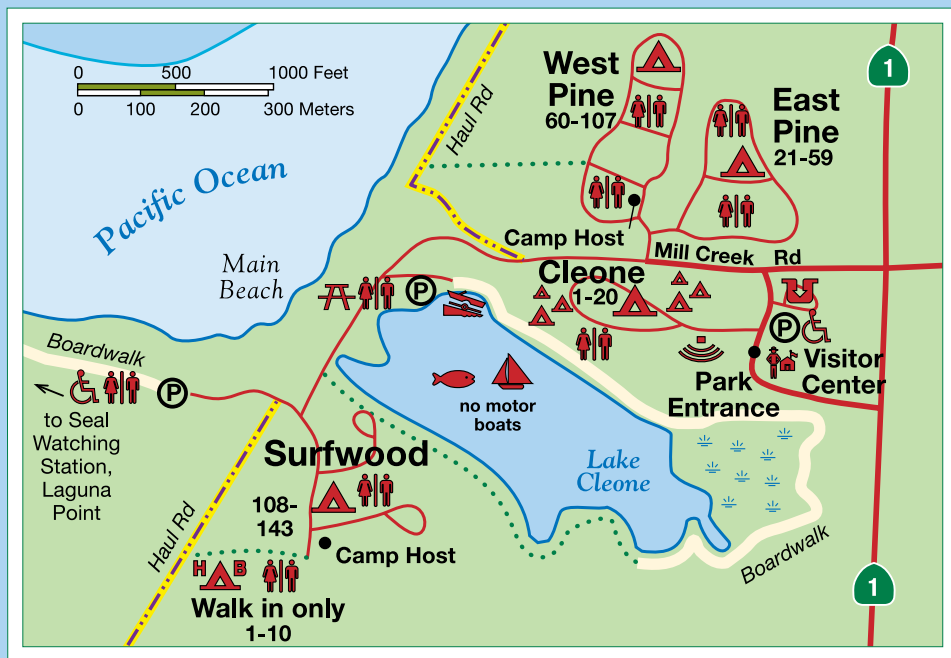 0 500 1000 Feet
0 100 200 300 Meters
Pacific Ocean
Haul Rd
West
Pine
60-107
East
Pine
21-59
1
Camp Host
Mill Creek Rd
Main
Beach
Cleone
1-20
P
P
Visitor
Center
Park
Entrance
Boardwalk
P
to Seal
Watching
Station,
Laguna
Point
no motor
boats
Lake
Cleone
Surfwood
108-
143
Camp Host
Haul Rd
H B
Walk in only
1-10
Boardwalk
1